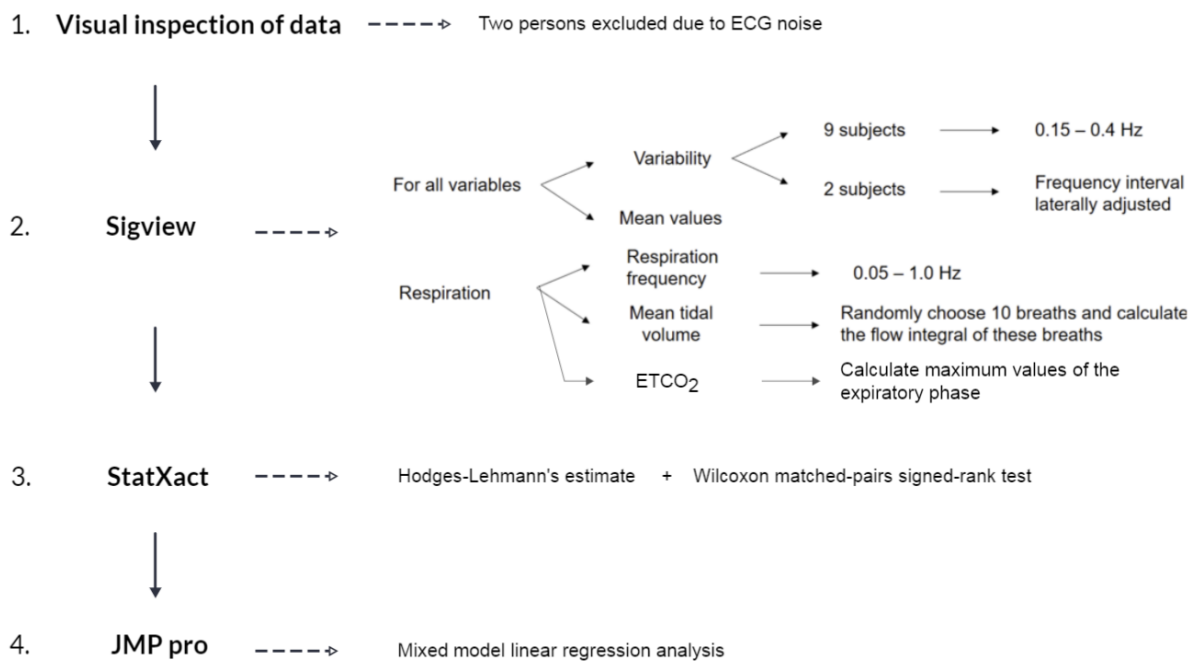 1. Visual inspection of data
Two persons excluded due to ECG noise
2. Sigview
For all variables
Variability
9 subjects
0.15 – 0.4 Hz
2 subjects
Frequency interval
laterally adjusted
Mean values
Respiration
Respiration
frequency
0.05 – 1.0 Hz
Mean tidal
volume
Randomly choose 10 breaths and calculate
the flow integral of these breaths
ETCO2
Calculate maximum values of the
expiratory phase
3. StatXact
Hodges-Lehmann's estimate + Wilcoxon matched-pairs signed-rank test
4. JMP pro
Mixed model linear regression analysis